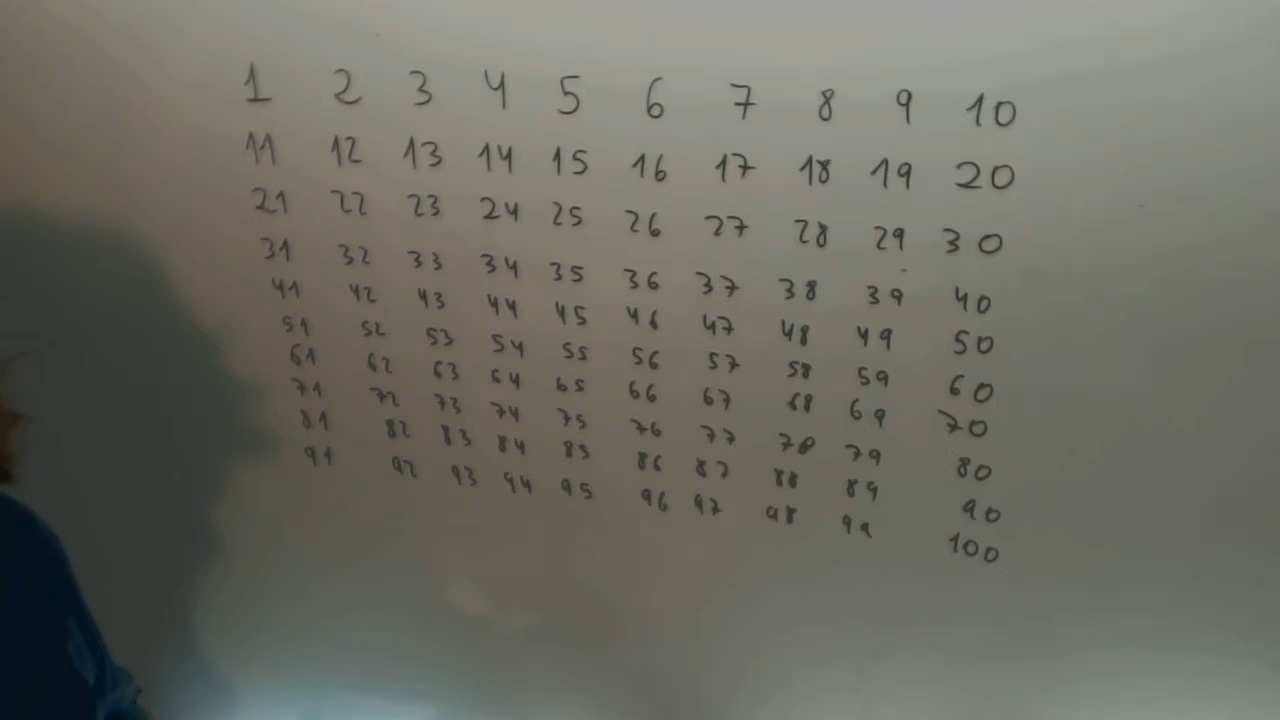 1 2 3 4 5 6 7 8 9 10
11 12 13 14 15 16 17 18 19 20
21 22 23 24 25 26 27 28 29 30
31 32 33 34 35 36 37 38 39 40
41 42 43 44 45 46 47 48 49 50
51 52 53 54 55 56 57 58 59 60
61 62 63 64 65 66 67 68 69 70
71 72 73 74 75 76 77 78 79 80
81 82 83 84 85 86 87 88 89 90
91 92 93 94 95 96 97 98 99 100